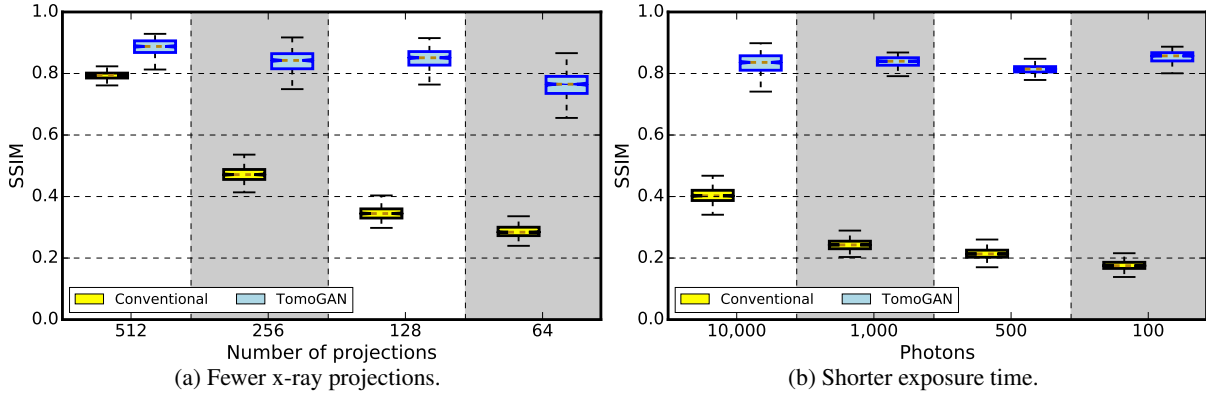 1.0
0.8
0.6
0.4
0.2
0.0
SSIM
Conventional
TomoGAN
512 256 128 64
Number of projections
(a) Fewer x-ray projections.
1.0
0.8
0.6
0.4
0.2
0.0
SSIM
Conventional
TomoGAN
10,000 1,000 500 100
Photons
(b) Shorter exposure time.